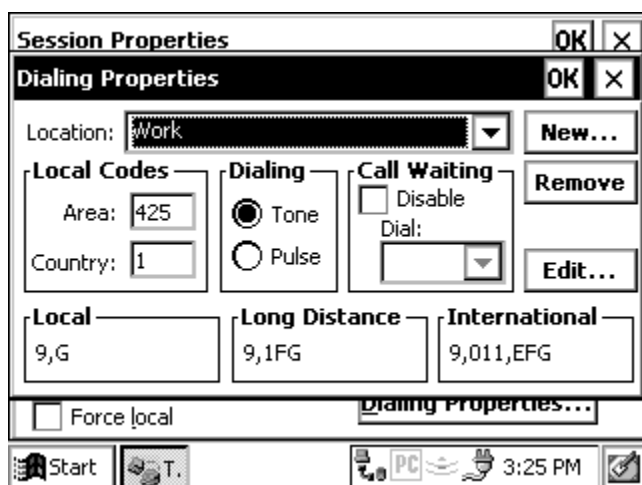 Session Properties OK ×
Dialing Properties OK ×
Location: Work New...
Local Codes Dialing Call Waiting Remove
Area: 425 Tone Disable
Dial:
Country: 1 Pulse Edit...
Local Long Distance International
9,G 9,1FG 9,011,EFG
Force local Dialing Properties...
Start T. PC 3:25 PM